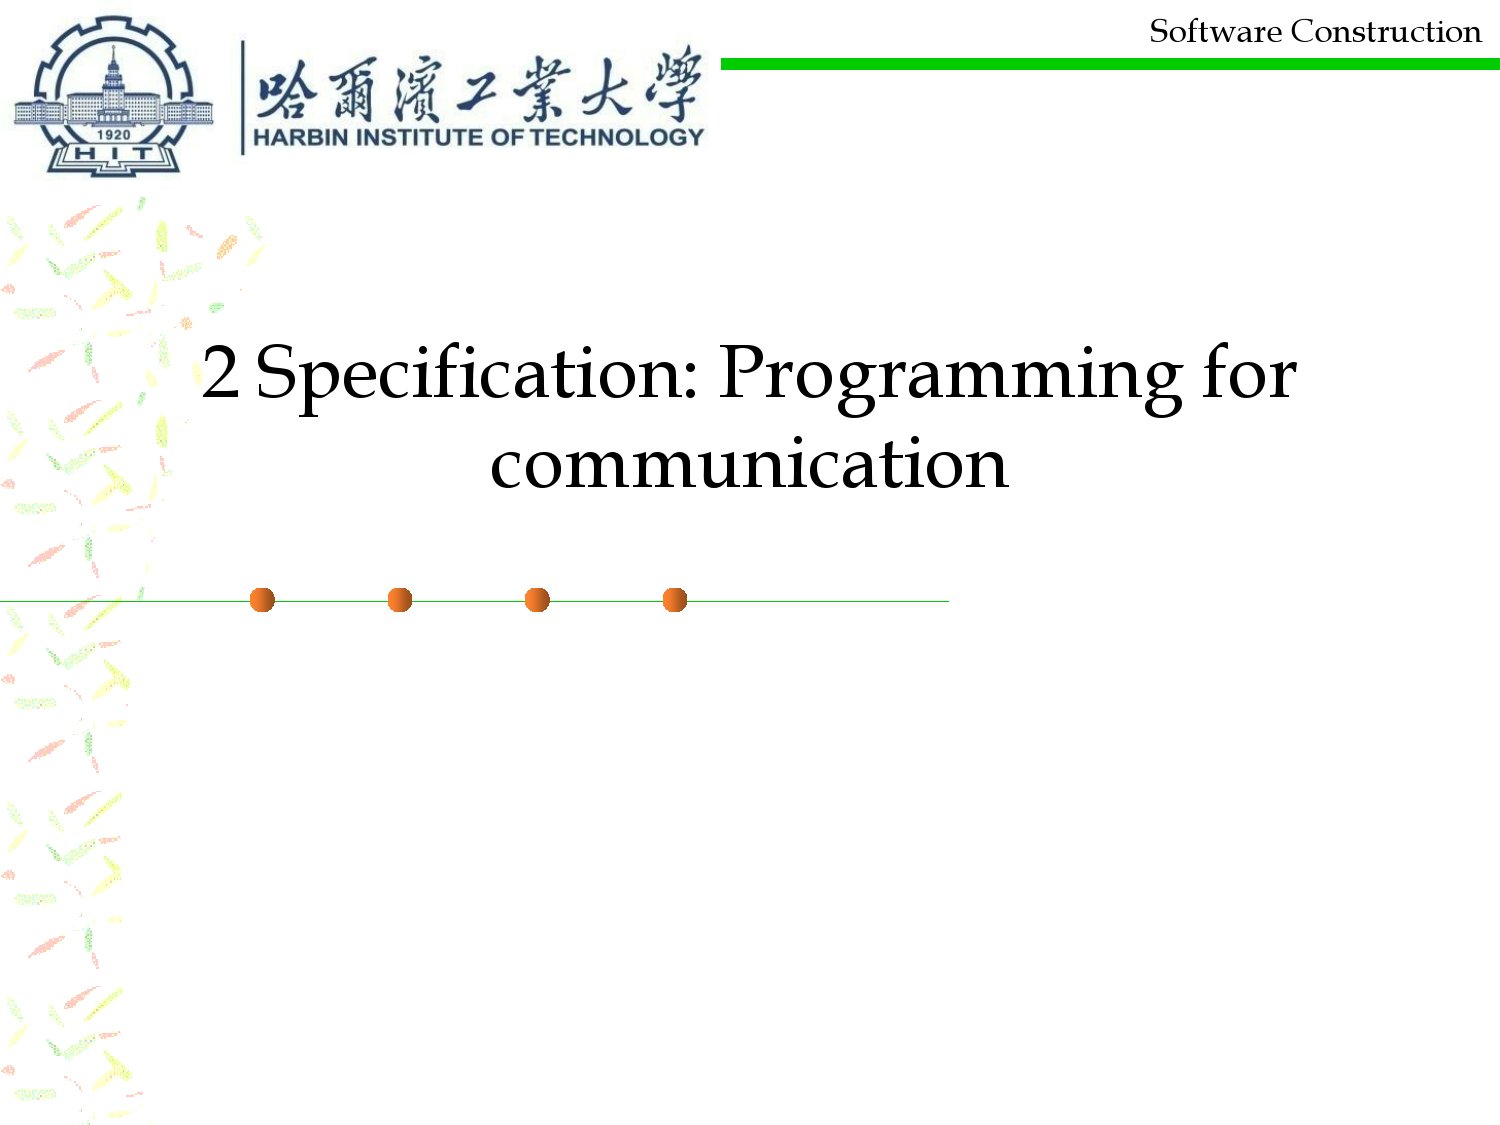 Software Construction
哈爾濱工業大學
HARBIN INSTITUTE OF TECHNOLOGY
1920
HIT
2 Specification: Programming for
communication